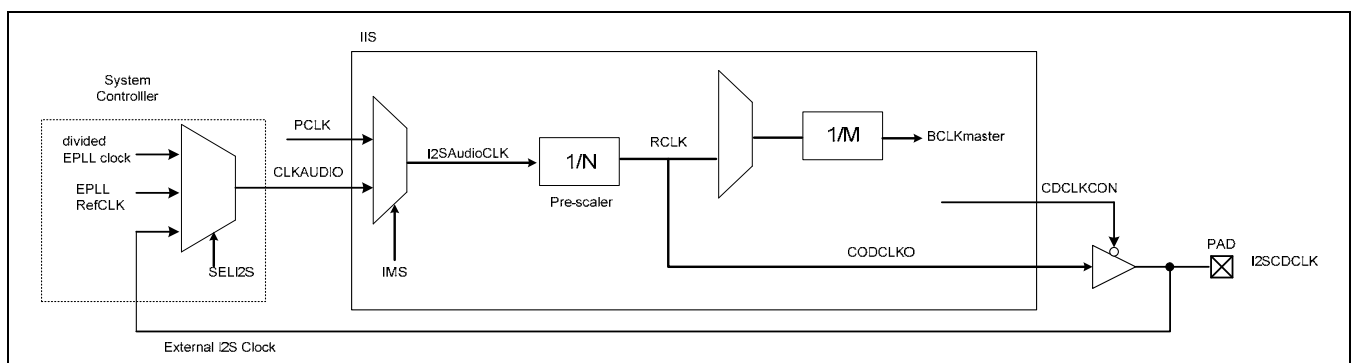 IIS
System
Controlller
divided
EPLL clock
EPLL
RefCLK
SELI2S
CLKAUDIO
PCLK
IMS
I2SAudioCLK
1/N
Pre-scaler
RCLK
1/M
BCLKmaster
CDCLKCON
CODCLKO
PAD
I2SCDCLK
External I2S Clock